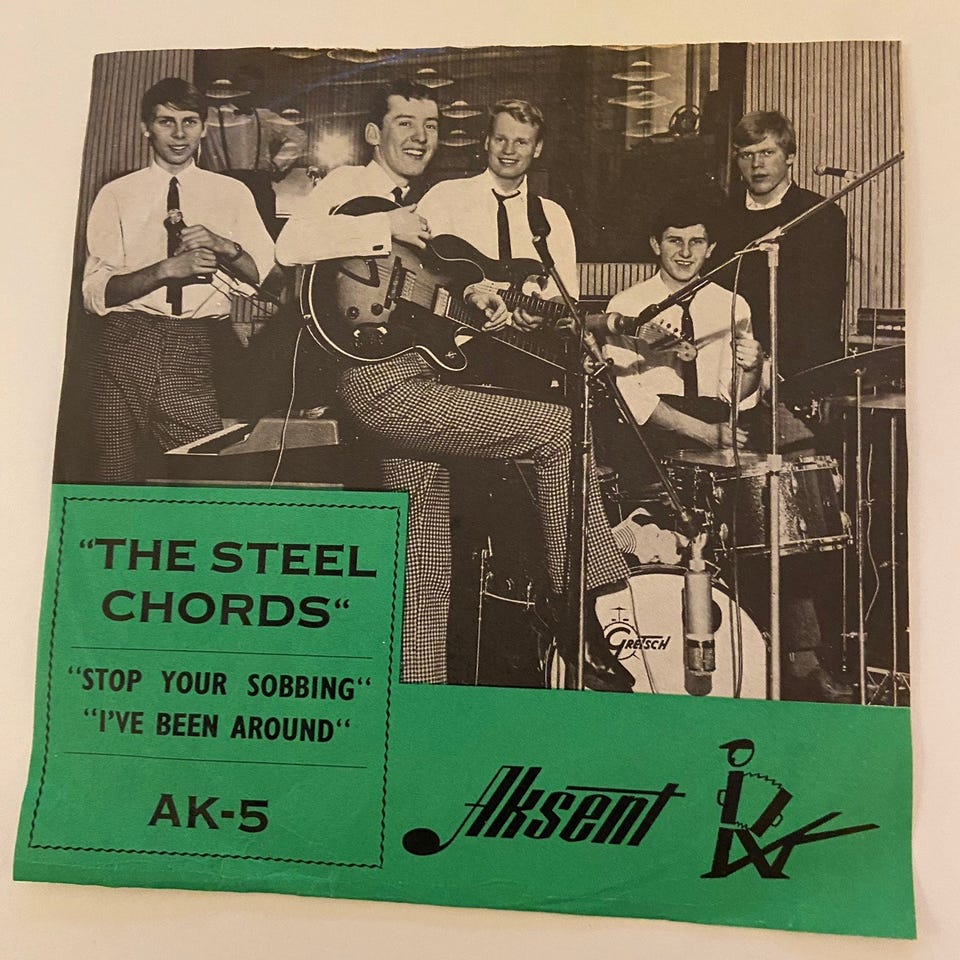 “THE STEEL
CHORDS“
“STOP YOUR SOBBING“
“I’VE BEEN AROUND“
AK-5
GRETSCH
Aksent